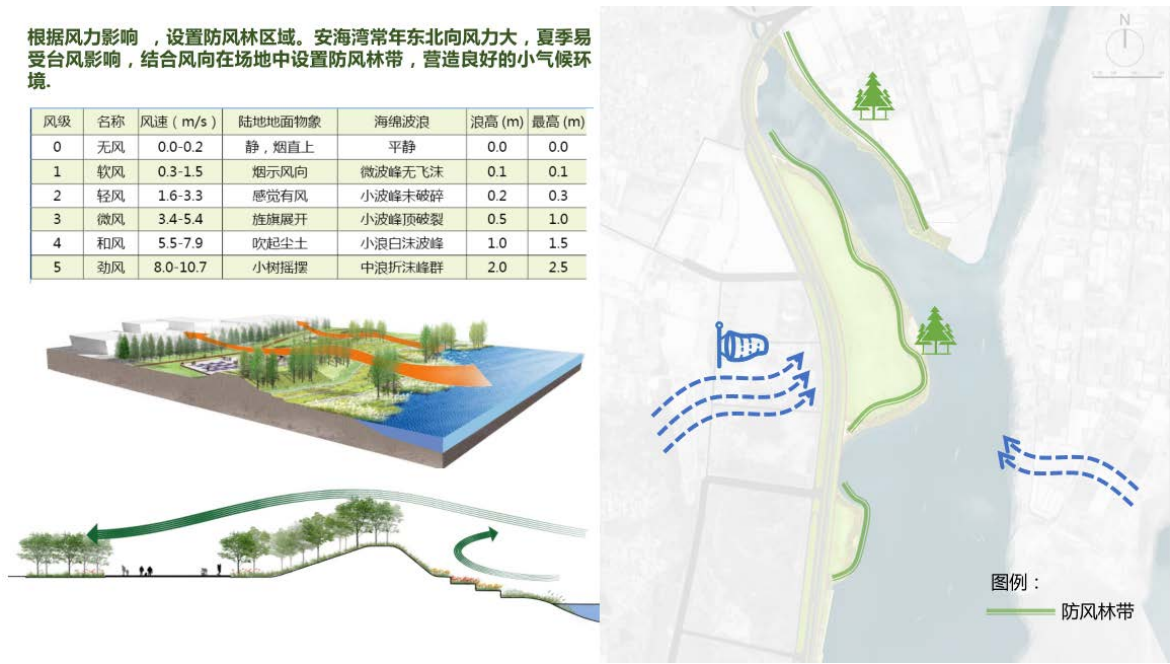 根据风力影响 ，设置防风林区域。安海湾常年东北向风力大，夏季易
受台风影响，结合风向在场地中设置防风林带，营造良好的小气候环
境.
风级 名称 风速（m/s） 陆地地面物象 海绵波浪 浪高 (m) 最高 (m)
0 无风 0.0-0.2 静，烟直上 平静 0.0 0.0
1 软风 0.3-1.5 烟示风向 微波峰无飞沫 0.1 0.1
2 轻风 1.6-3.3 感觉有风 小波峰未破碎 0.2 0.3
3 微风 3.4-5.4 旌旗展开 小波峰顶破裂 0.5 1.0
4 和风 5.5-7.9 吹起尘土 小浪白沫波峰 1.0 1.5
5 劲风 8.0-10.7 小树摇摆 中浪折沫峰群 2.0 2.5
N
图例：
防风林带